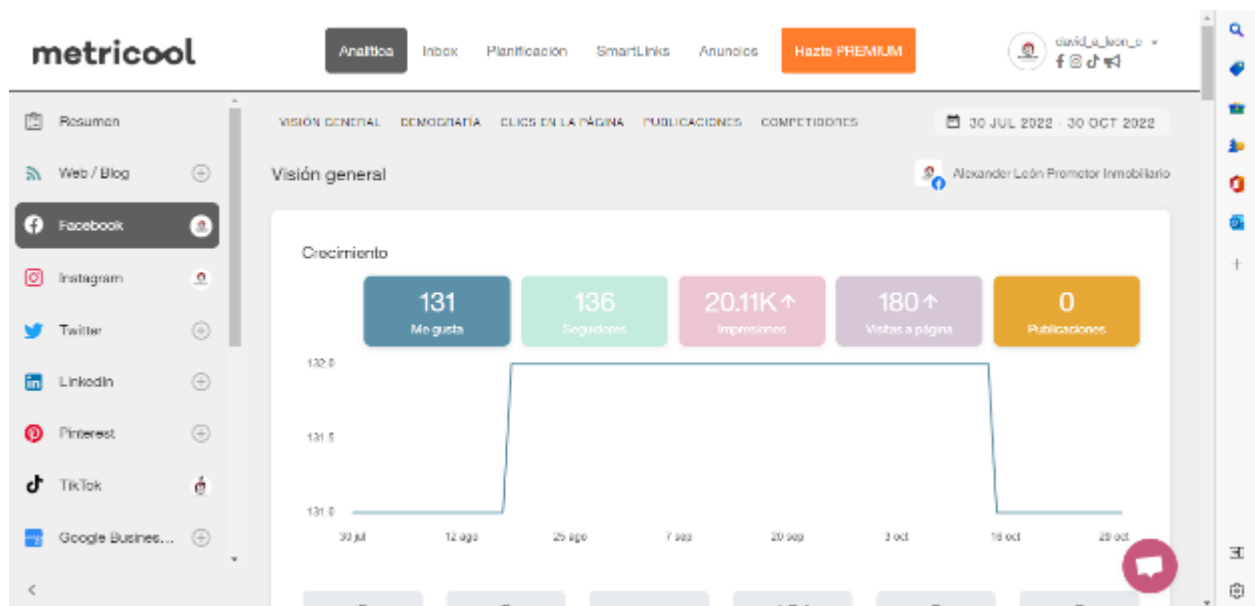 metricool
Analítica
Inbox
Planificación
SmartLinks
Anuncios
Hazte PREMIUM
david_a_leon_p
Resumen
Web / Blog
Facebook
Instagram
Twitter
LinkedIn
Pinterest
TikTok
Google Busines...
VISIÓN GENERAL
DEMOGRAFÍA
CLICS EN LA PÁGINA
PUBLICACIONES
COMPETIDORES
30 JUL 2022 - 30 OCT 2022
Visión general
Alexander León Promotor Inmobiliario
Crecimiento
131
Me gusta
136
Seguidores
20.11K
Impresiones
180
Visitas a página
0
Publicaciones
132.0
131.5
131.0
30 jul
12 ago
25 ago
7 sep
20 sep
3 oct
16 oct
29 oct